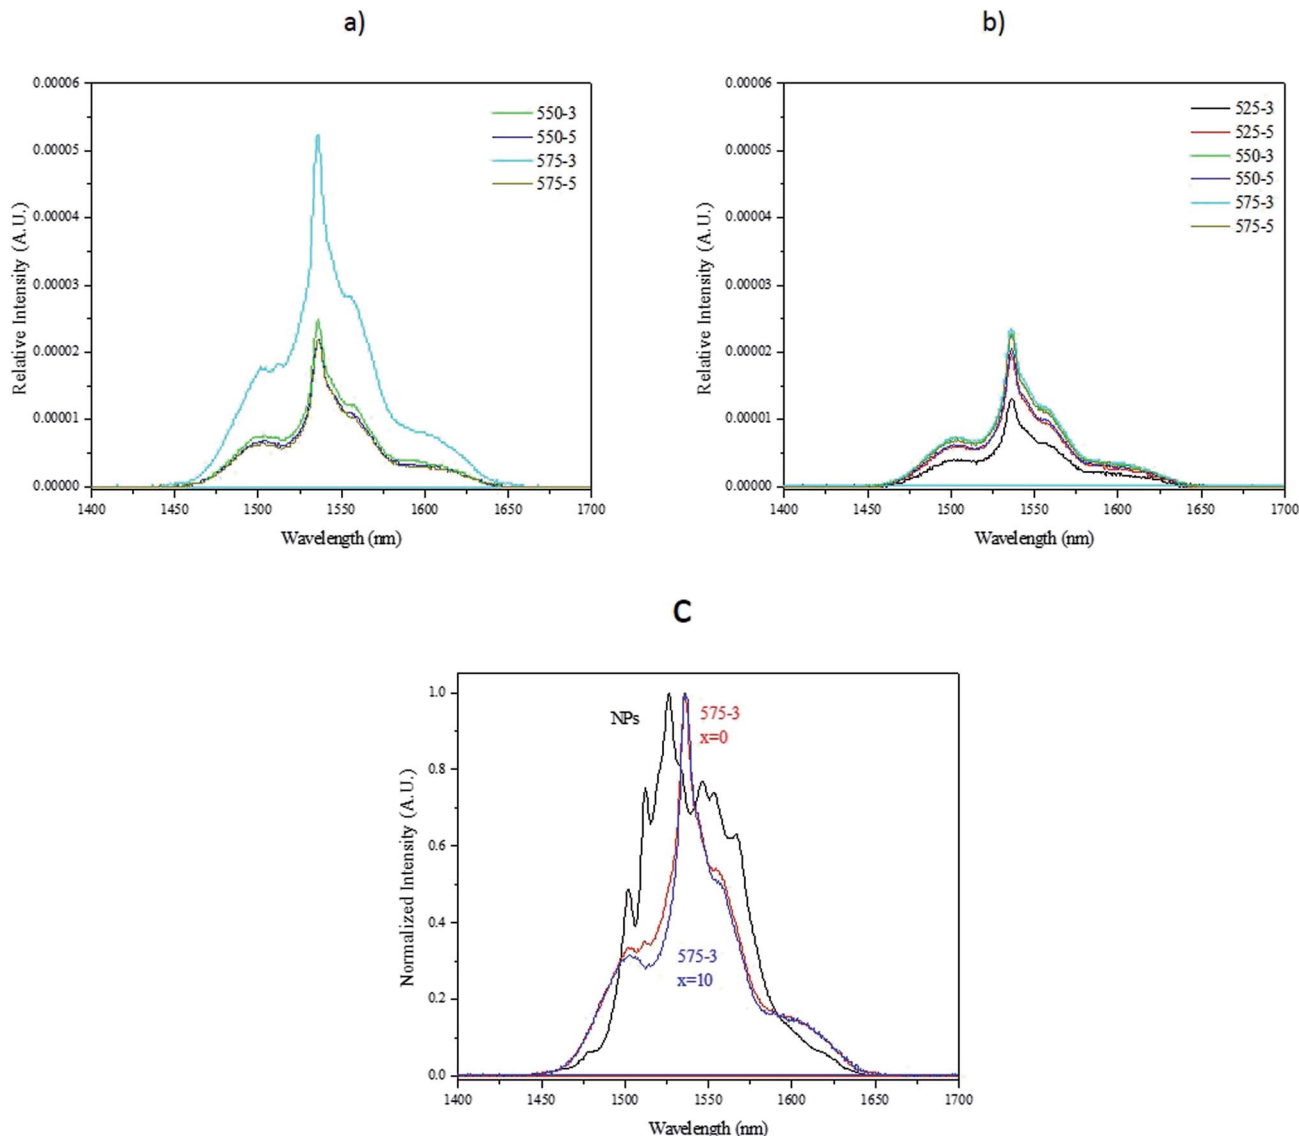 a)
0.00006
0.00005
0.00004
0.00003
0.00002
0.00001
0.00000
Relative Intensity (A.U.)
550-3
550-5
575-3
575-5
1400 1450 1500 1550 1600 1650 1700
Wavelength (nm)
b)
0.00006
0.00005
0.00004
0.00003
0.00002
0.00001
0.00000
Relative Intensity (A.U.)
525-3
525-5
550-3
550-5
575-3
575-5
1400 1450 1500 1550 1600 1650 1700
Wavelength (nm)
C
1.0
0.8
0.6
0.4
0.2
0.0
Normalized Intensity (A.U.)
NPs
575-3
x=0
575-3
x=10
1400 1450 1500 1550 1600 1650 1700
Wavelength (nm)